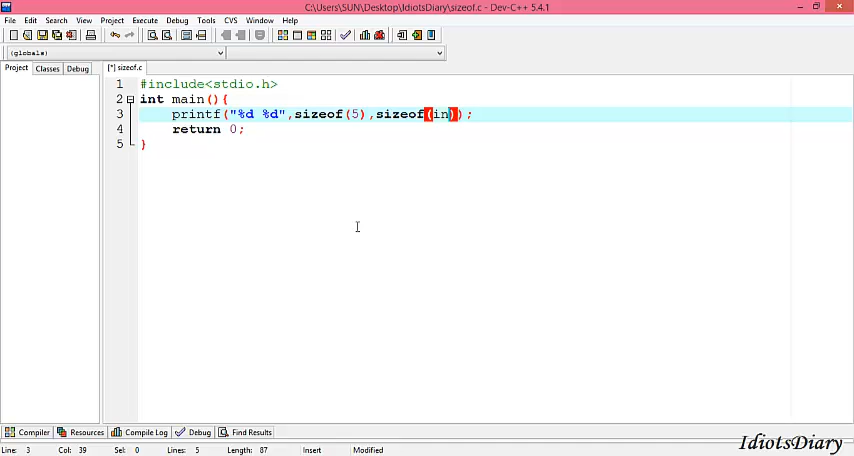 C:\Users\SUN\Desktop\IdiotsDiary\sizeof.c - Dev-C++ 5.4.1
File Edit Search View Project Execute Debug Tools CVS Window Help
(globals)
Project Classes Debug
[*] sizeof.c
1 #include<stdio.h>
2 int main(){
3 printf("%d %d",sizeof(5),sizeof(in));
4 return 0;
5 }
Compiler Resources Compile Log Debug Find Results
Line: 3 Col: 39 Sel: 0 Lines: 5 Length: 87 Insert Modified
IdiotsDiary